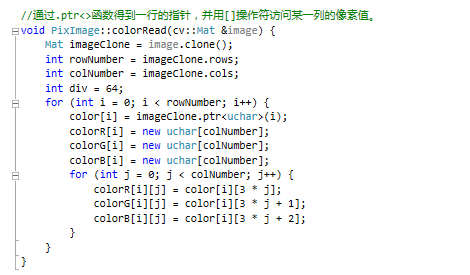 //通过.ptr<>函数得到一行的指针，并用[]操作符访问某一列的像素值。
void PixImage::colorRead(cv::Mat &image) {
    Mat imageClone = image.clone();
    int rowNumber = imageClone.rows;
    int colNumber = imageClone.cols;
    int div = 64;
    for (int i = 0; i < rowNumber; i++) {
        color[i] = imageClone.ptr<uchar>(i);
        colorR[i] = new uchar[colNumber];
        colorG[i] = new uchar[colNumber];
        colorB[i] = new uchar[colNumber];
        for (int j = 0; j < colNumber; j++) {
            colorR[i][j] = color[i][3 * j];
            colorG[i][j] = color[i][3 * j + 1];
            colorB[i][j] = color[i][3 * j + 2];
        }
    }
}